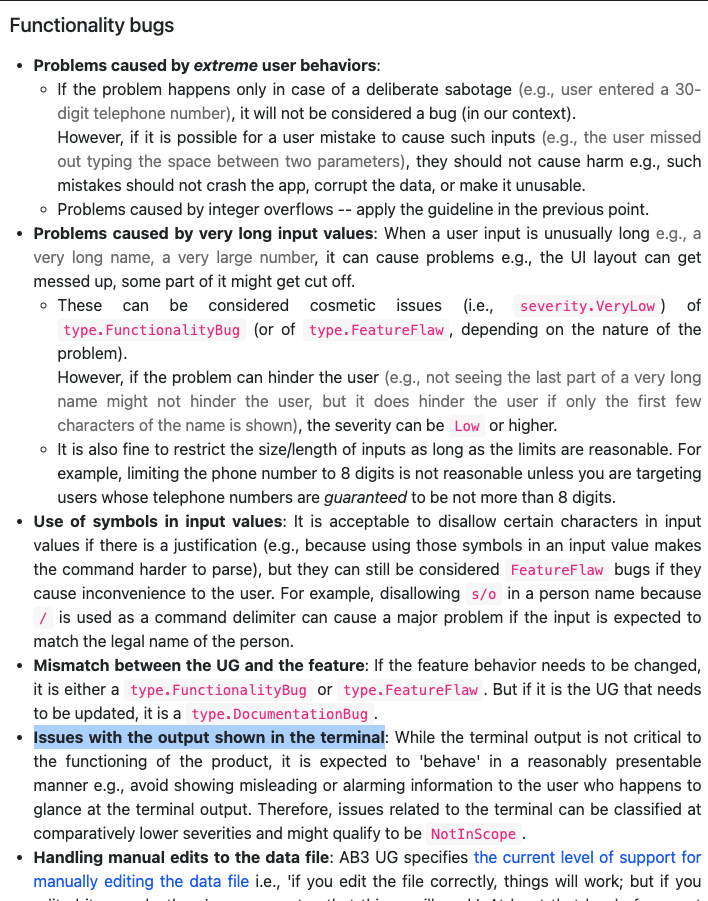 Functionality bugs
Problems caused by extreme user behaviors:
If the problem happens only in case of a deliberate sabotage (e.g., user entered a 30-
digit telephone number), it will not be considered a bug (in our context).
However, if it is possible for a user mistake to cause such inputs (e.g., the user missed
out typing the space between two parameters), they should not cause harm e.g., such
mistakes should not crash the app, corrupt the data, or make it unusable.
Problems caused by integer overflows -- apply the guideline in the previous point.
Problems caused by very long input values: When a user input is unusually long e.g., a
very long name, a very large number, it can cause problems e.g., the UI layout can get
messed up, some part of it might get cut off.
These can be considered cosmetic issues (i.e., severity.VeryLow) of
type.FunctionalityBug (or of type.FeatureFlaw, depending on the nature of the
problem).
However, if the problem can hinder the user (e.g., not seeing the last part of a very long
name might not hinder the user, but it does hinder the user if only the first few
characters of the name is shown), the severity can be Low or higher.
It is also fine to restrict the size/length of inputs as long as the limits are reasonable. For
example, limiting the phone number to 8 digits is not reasonable unless you are targeting
users whose telephone numbers are guaranteed to be not more than 8 digits.
Use of symbols in input values: It is acceptable to disallow certain characters in input
values if there is a justification (e.g., because using those symbols in an input value makes
the command harder to parse), but they can still be considered FeatureFlaw bugs if they
cause inconvenience to the user. For example, disallowing s/o in a person name because
/ is used as a command delimiter can cause a major problem if the input is expected to
match the legal name of the person.
Mismatch between the UG and the feature: If the feature behavior needs to be changed,
it is either a type.FunctionalityBug or type.FeatureFlaw. But if it is the UG that needs
to be updated, it is a type.DocumentationBug.
Issues with the output shown in the terminal: While the terminal output is not critical to
the functioning of the product, it is expected to 'behave' in a reasonably presentable
manner e.g., avoid showing misleading or alarming information to the user who happens to
glance at the terminal output. Therefore, issues related to the terminal can be classified at
comparatively lower severities and might qualify to be NotInScope.
Handling manual edits to the data file: AB3 UG specifies the current level of support for
manually editing the data file i.e., 'if you edit the file correctly, things will work; but if you